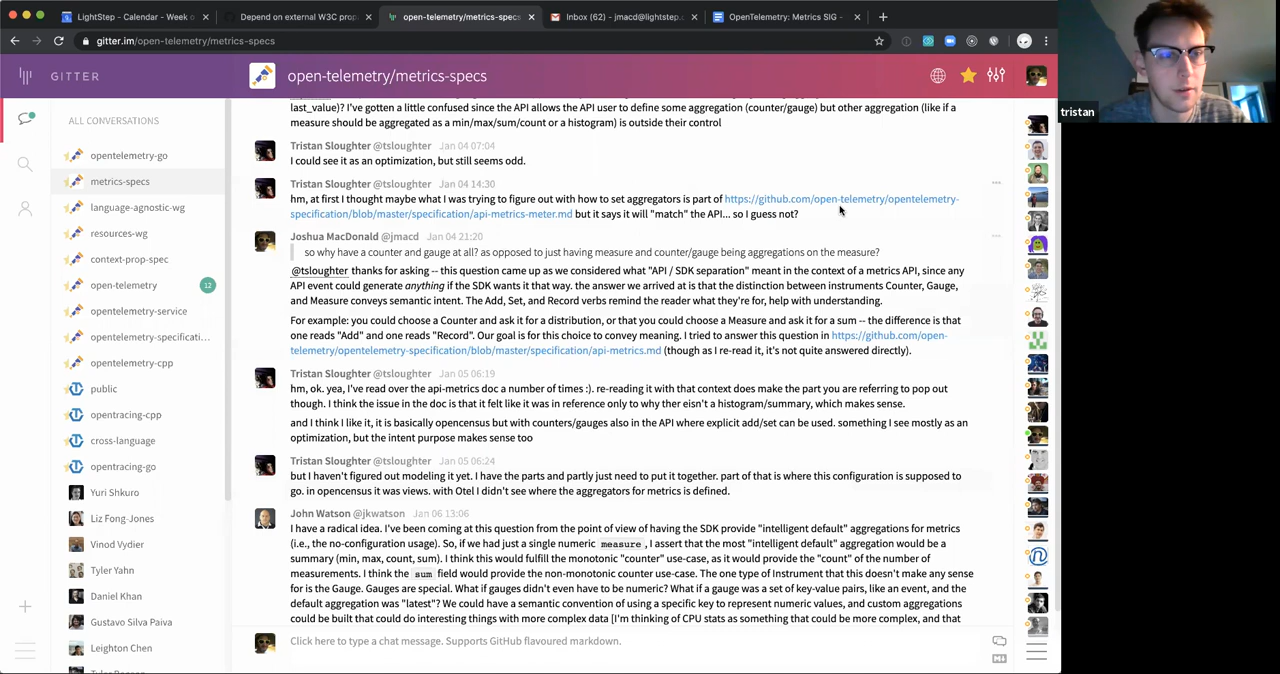 LightStep - Calendar - Week o
Depend on external W3C prop
open-telemetry/metrics-specs
Inbox (62) - jmacd@lightstep.
OpenTelemetry: Metrics SIG -
gitter.im/open-telemetry/metrics-specs
GITTER
open-telemetry/metrics-specs
tristan
ALL CONVERSATIONS
opentelemetry-go
metrics-specs
language-agnostic-wg
resources-wg
context-prop-spec
open-telemetry
12
opentelemetry-service
opentelemetry-specificati...
opentelemetry-cpp
public
opentracing-cpp
cross-language
opentracing-go
Yuri Shkuro
Liz Fong-Jones
Vinod Vydier
Tyler Yahn
Daniel Khan
Gustavo Silva Paiva
Leighton Chen
last_value)? I've gotten a little confused since the API allows the API user to define some aggregation (counter/gauge) but other aggregation (like if a
measure should be aggregated as a min/max/sum/count or a histogram) is outside their control
Tristan Sloughter @tsloughter Jan 04 07:04
I could see it as an optimization, but still seems odd.
Tristan Sloughter @tsloughter Jan 04 14:30
hm, at first thought maybe what I was trying to figure out with how to set aggregators is part of https://github.com/open-telemetry/opentelemetry-
specification/blob/master/specification/api-metrics-meter.md but it says it will "match" the API... so I guess not?
Joshua MacDonald @jmacd Jan 04 21:20
so why have a counter and gauge at all? as opposed to just having measure and counter/gauge being aggregations on the measure?
@tsloughter thanks for asking -- this question came up as we considered what "API / SDK separation" meant in the context of a metrics API, since any
API event could generate anything if the SDK wants it that way. the answer we arrived at is that the distinction between instruments Counter, Gauge,
and Measure conveys semantic intent. The Add, Set, and Record verbs remind the reader what they're for, help with understanding.
For example: you could choose a Counter and ask it for a distribution, or that you could choose a Measure and ask it for a sum -- the difference is that
one reads "Add" and one reads "Record". Our goal is for this choice to convey meaning. I tried to answer this question in https://github.com/open-
telemetry/opentelemetry-specification/blob/master/specification/api-metrics.md (though as I re-read it, it's not quite answered directly).
Tristan Sloughter @tsloughter Jan 05 06:19
hm, ok. yea, I've read over the api-metrics doc a number of times :). re-reading it with that context does make the part you are referring to pop out
though. I think the issue in the doc is that it felt like it was in reference only to why ther eisn't a histogram/summary, which makes sense.
and I think I like it, it is basically opencensus but with counters/gauges also in the API where explicit add/set can be used. something I see mostly as an
optimization, but the intent purpose makes sense too
Tristan Sloughter @tsloughter Jan 05 06:24
but I haven't figured out modeling it yet. I have the parts and partly just need to put it together. part of that is where this configuration is supposed to
go. in opencensus it was views. with Otel I didn't see where the aggregators for metrics is defined.
John Watson @jkwatson Jan 06 13:06
I have a radical idea. I've been coming at this question from the point of view of having the SDK provide "intelligent default" aggregations for metrics
(i.e., the no-configuration usage). So, if we had just a single numeric measure, I assert that the most "intelligent default" aggregation would be a
summary (min, max, count, sum). I think this would fulfill the monotonic "counter" use-case, as it would provide the "count" of the number of
measurements. I think the sum field would provide the non-monotonic counter use-case. The one type of Instrument that this doesn't make any sense
for is the Gauge. Gauges are special. What if gauges didn't even have to be numeric? What if a gauge was a set of key-value pairs, like an event, and the
default aggregation was "latest"? We could have a semantic convention of using a specific key to represent numeric values, and custom aggregations
could be built that could do interesting things with more complex data [I'm thinking of CPU stats as something that could be more complex, and that
Click here to type a chat message. Supports GitHub flavoured markdown.